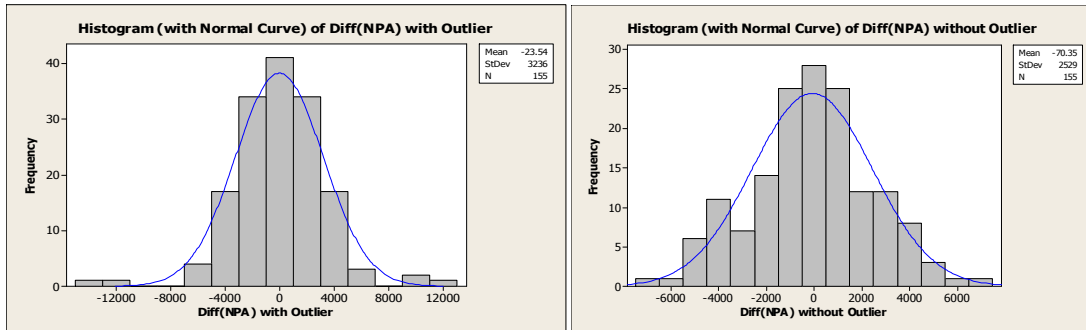 Histogram (with Normal Curve) of Diff(NPA) with Outlier
Mean -23.54
StDev 3236
N 155
Frequency
40
30
20
10
0
-12000 -8000 -4000 0 4000 8000 12000
Diff(NPA) with Outlier
Histogram (with Normal Curve) of Diff(NPA) without Outlier
Mean -70.35
StDev 2529
N 155
Frequency
30
25
20
15
10
5
0
-6000 -4000 -2000 0 2000 4000 6000
Diff(NPA) without Outlier